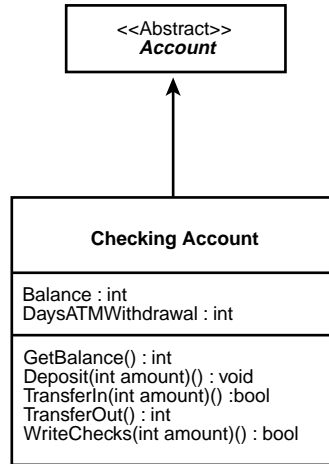 <<Abstract>>
Account
Checking Account
Balance : int
DaysATMWithdrawal : int
GetBalance() : int
Deposit(int amount)() : void
TransferIn(int amount)() :bool
TransferOut() : int
WriteChecks(int amount)() : bool